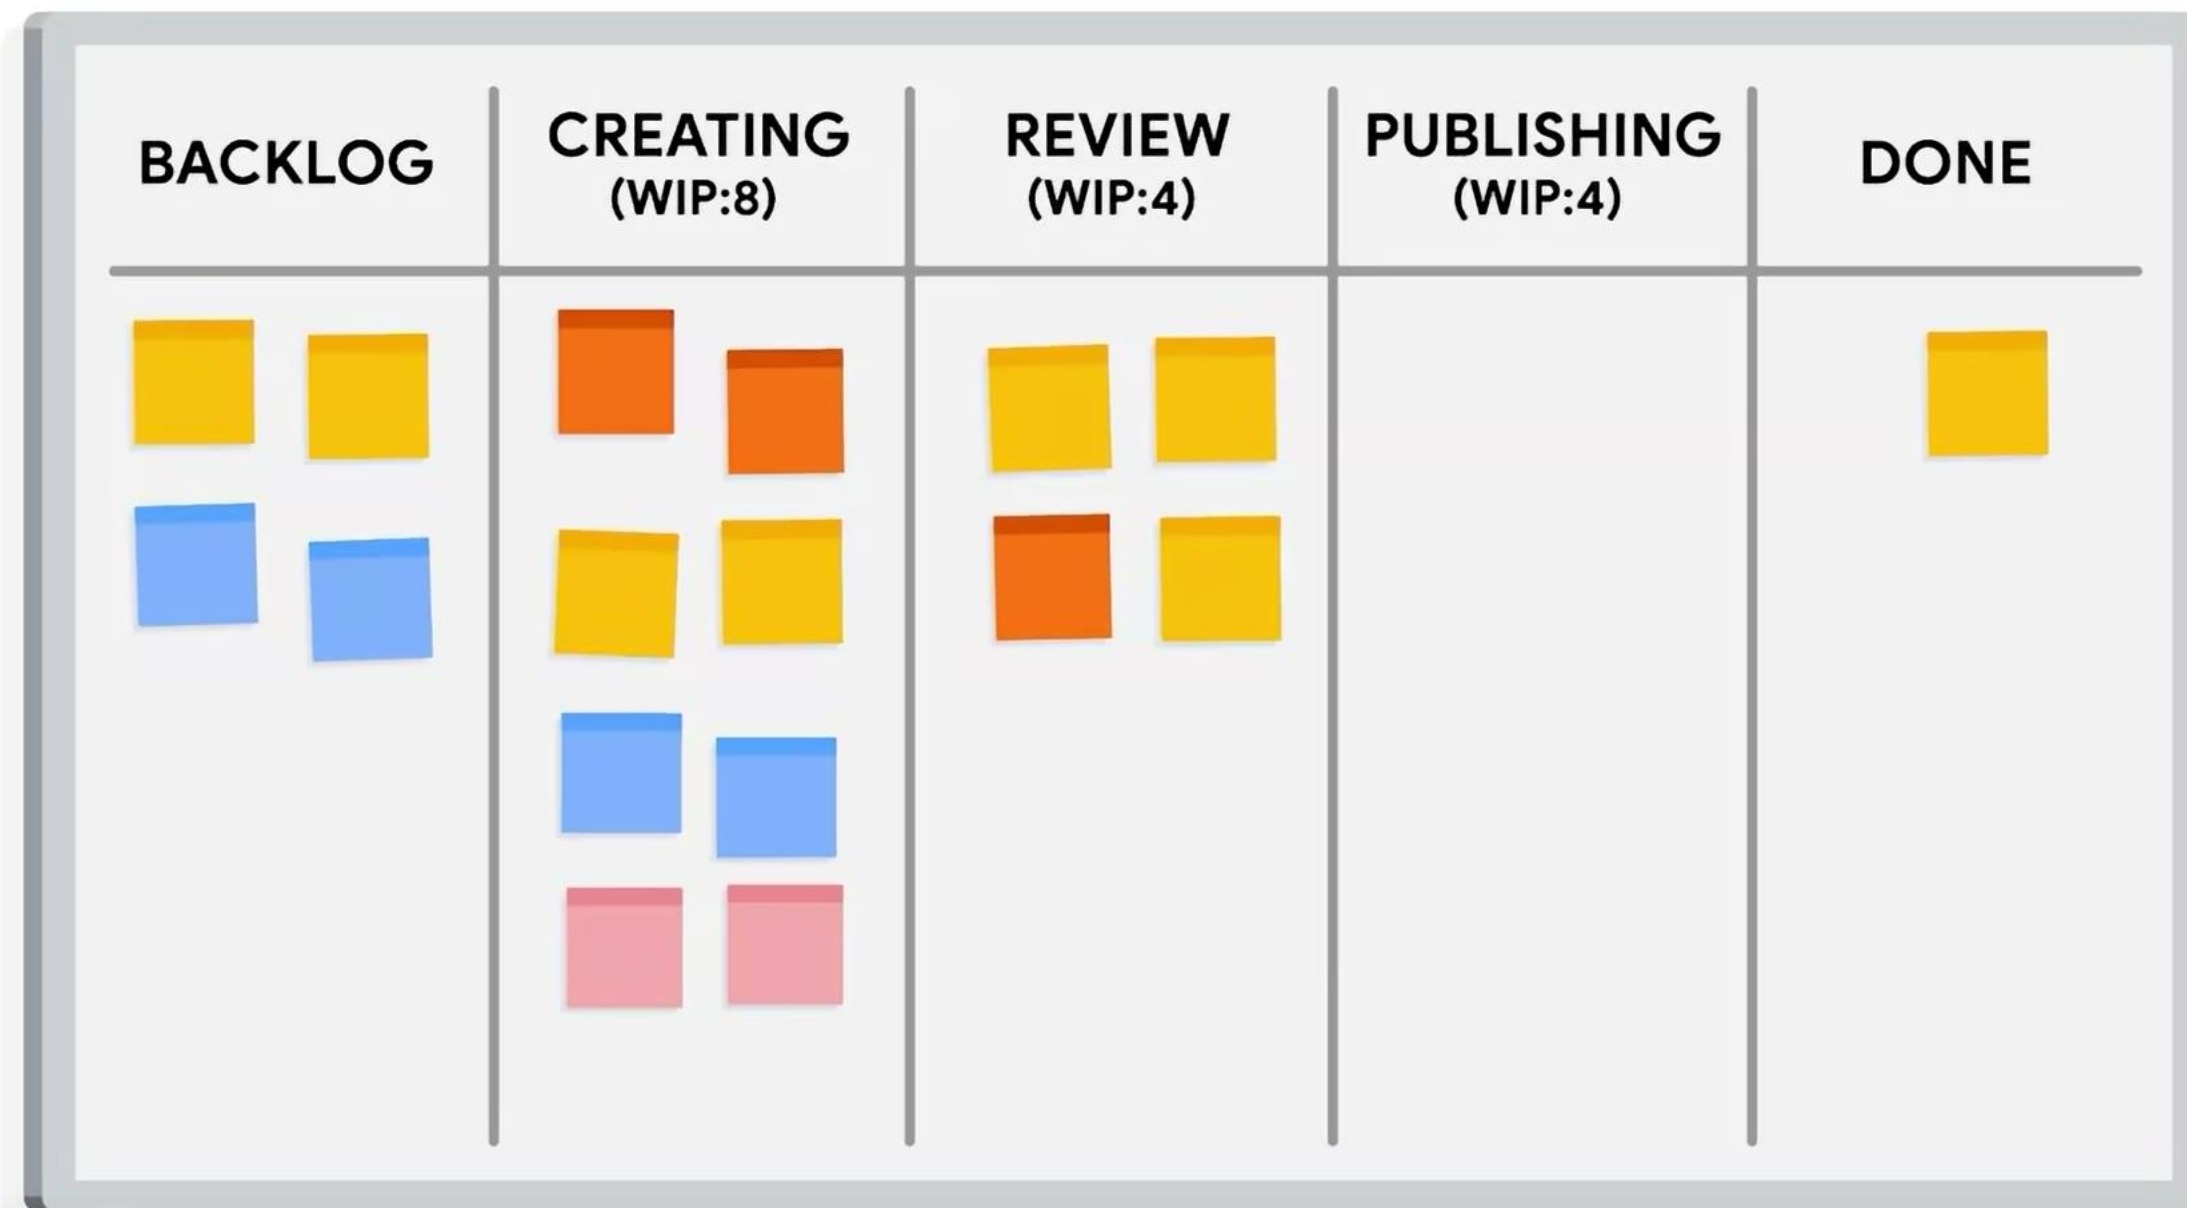 BACKLOG
CREATING
(WIP:8)
REVIEW
(WIP:4)
PUBLISHING
(WIP:4)
DONE